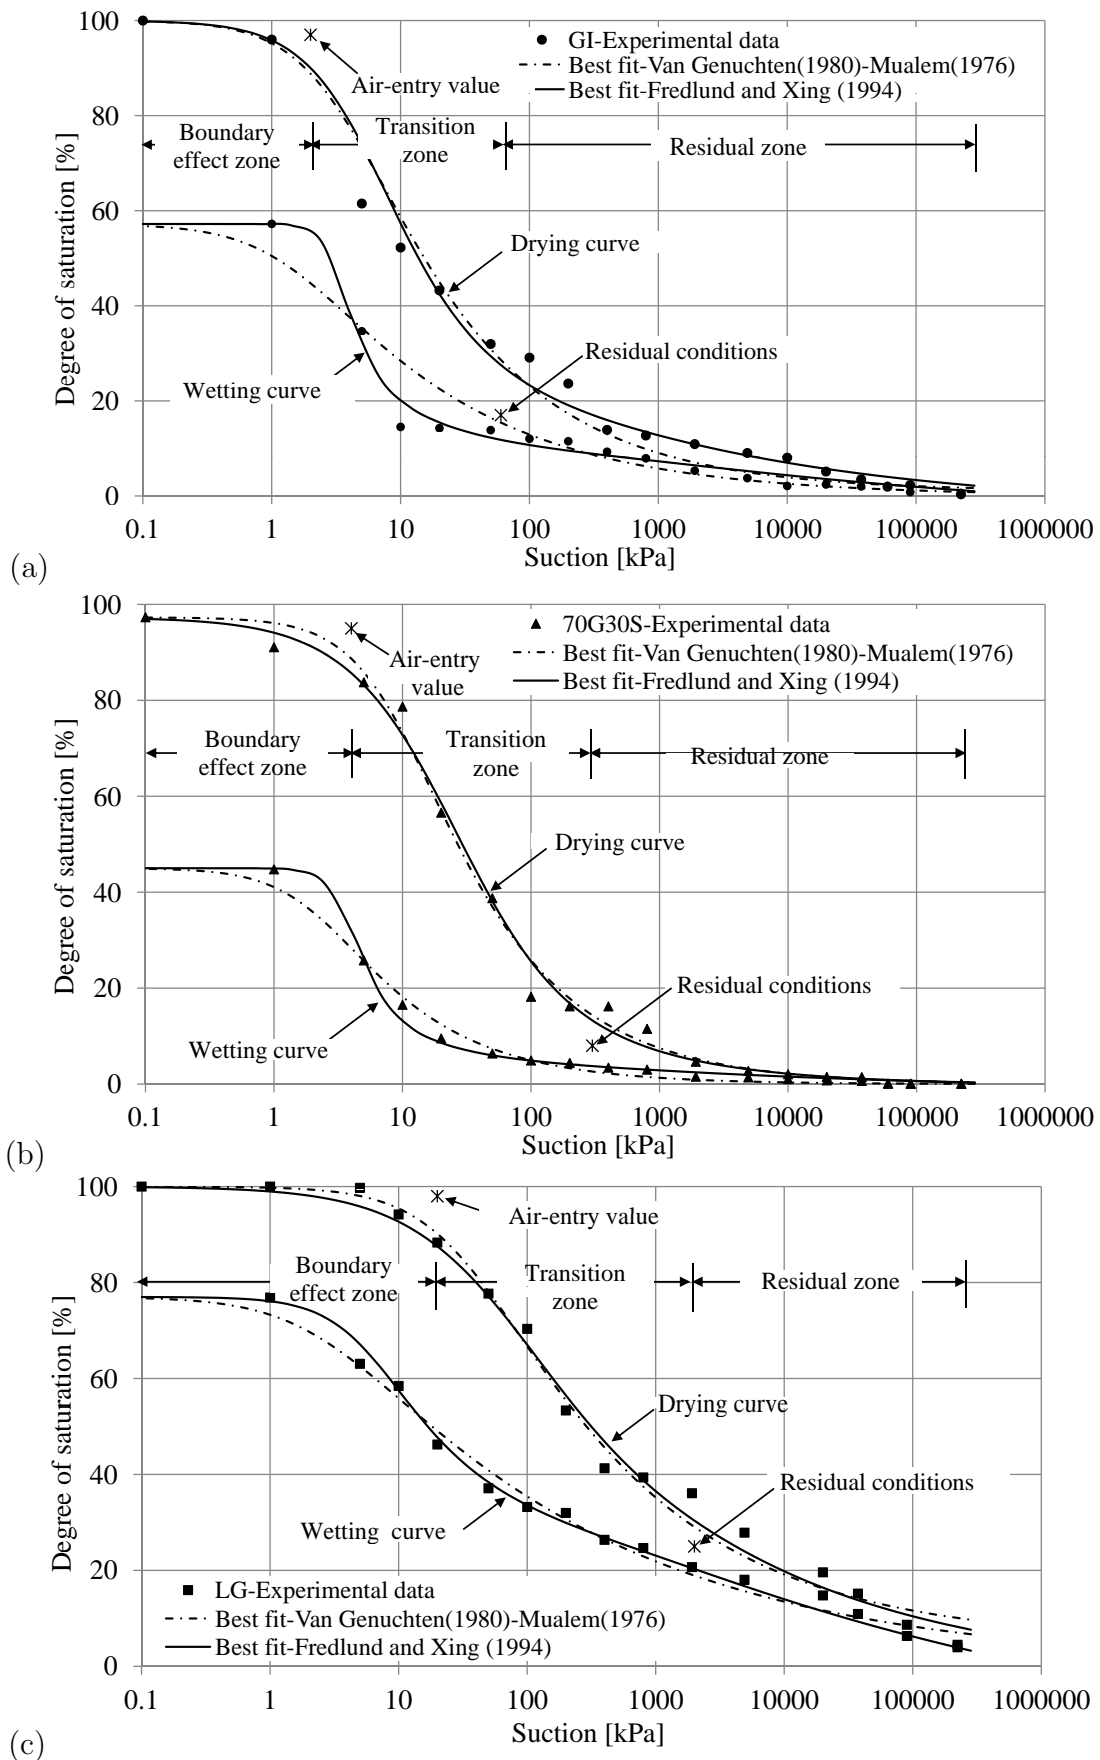 100
80
60
40
20
0
Degree of saturation [%]
GI-Experimental data
Best fit-Van Genuchten(1980)-Mualem(1976)
Best fit-Fredlund and Xing (1994)
Air-entry value
Boundary
effect zone
Transition
zone
Residual zone
Drying curve
Residual conditions
Wetting curve
0.1 1 10 100 1000 10000 100000 1000000
Suction [kPa]
(a)
100
80
60
40
20
0
Degree of saturation [%]
70G30S-Experimental data
Best fit-Van Genuchten(1980)-Mualem(1976)
Best fit-Fredlund and Xing (1994)
Air-entry
value
Boundary
effect zone
Transition
zone
Residual zone
Drying curve
Residual conditions
Wetting curve
0.1 1 10 100 1000 10000 100000 1000000
Suction [kPa]
(b)
100
80
60
40
20
0
Degree of saturation [%]
Air-entry value
Boundary
effect zone
Transition
zone
Residual zone
Drying curve
Residual conditions
Wetting curve
LG-Experimental data
Best fit-Van Genuchten(1980)-Mualem(1976)
Best fit-Fredlund and Xing (1994)
0.1 1 10 100 1000 10000 100000 1000000
Suction [kPa]
(c)